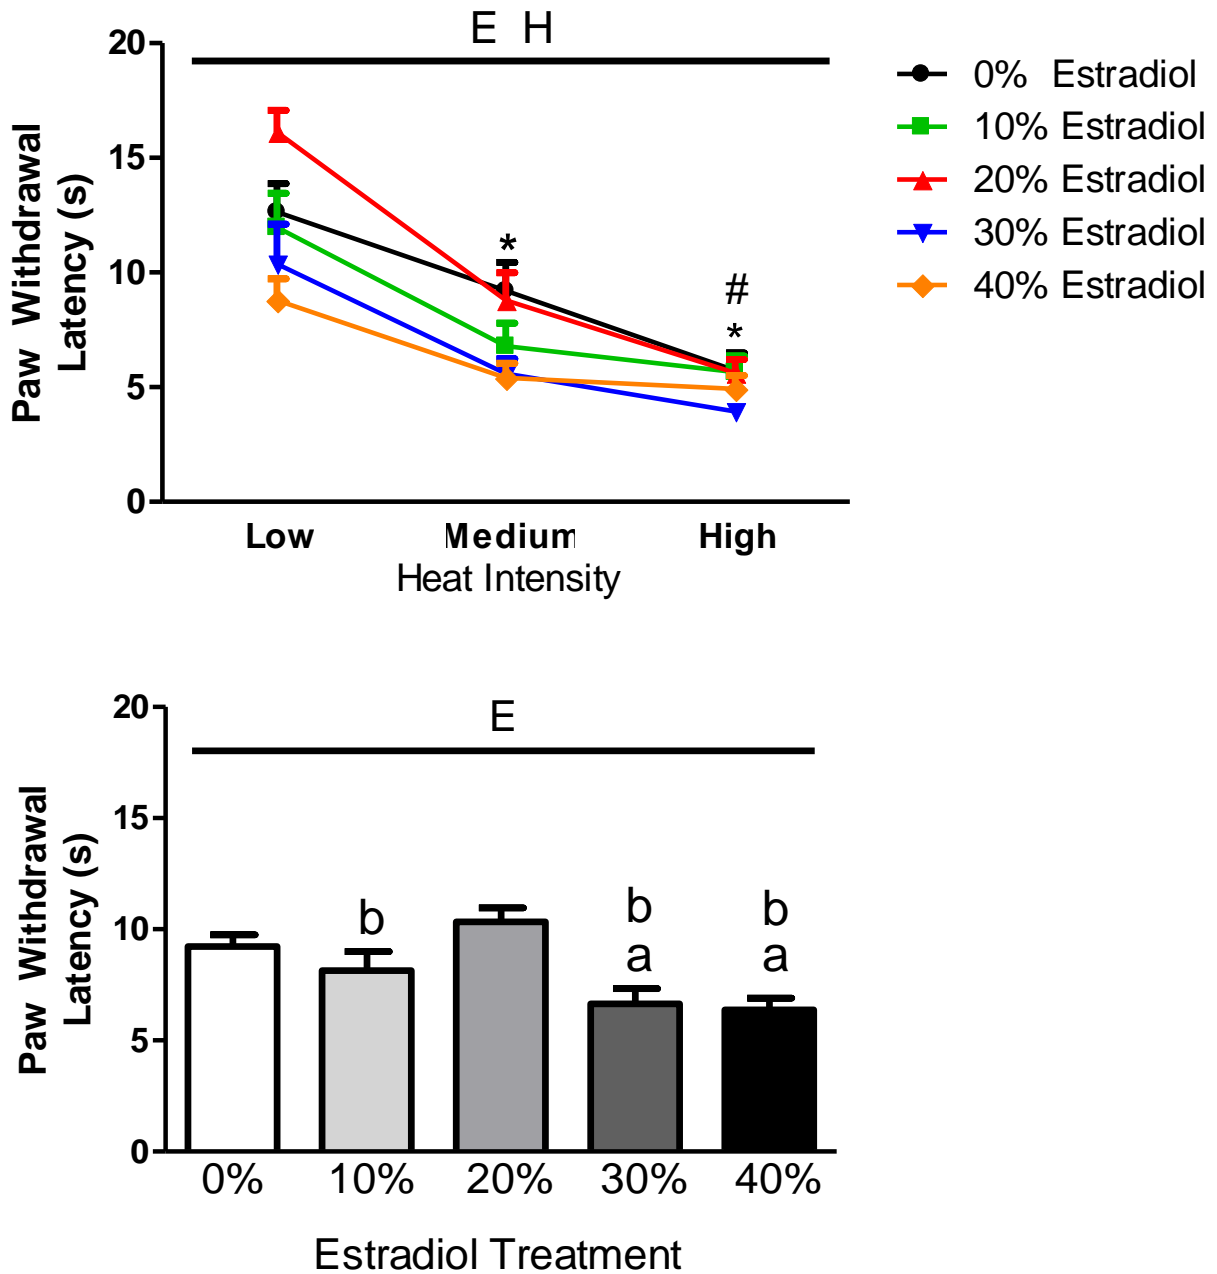 E H
20
15
10
5
0
Paw Withdrawal
Latency (s)
*
#
*
Low Medium High
Heat Intensity
0% Estradiol
10% Estradiol
20% Estradiol
30% Estradiol
40% Estradiol
E
20
15
10
5
0
Paw Withdrawal
Latency (s)
b
b
a
b
a
0% 10% 20% 30% 40%
Estradiol Treatment